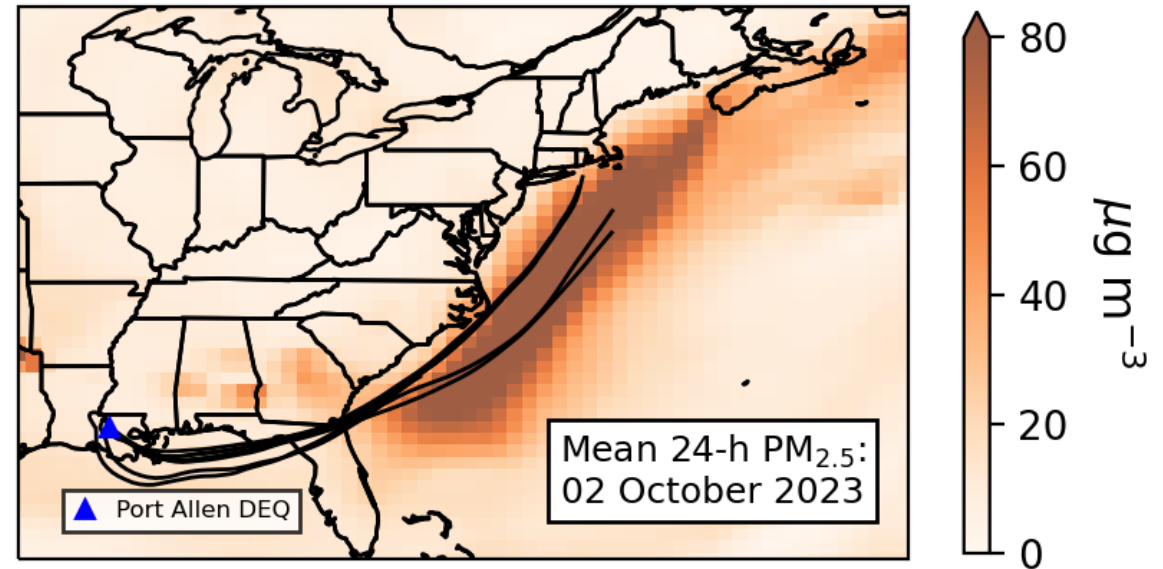 80
60
40
20
0
μg m⁻³
Mean 24-h PM₂.₅:
02 October 2023
Port Allen DEQ